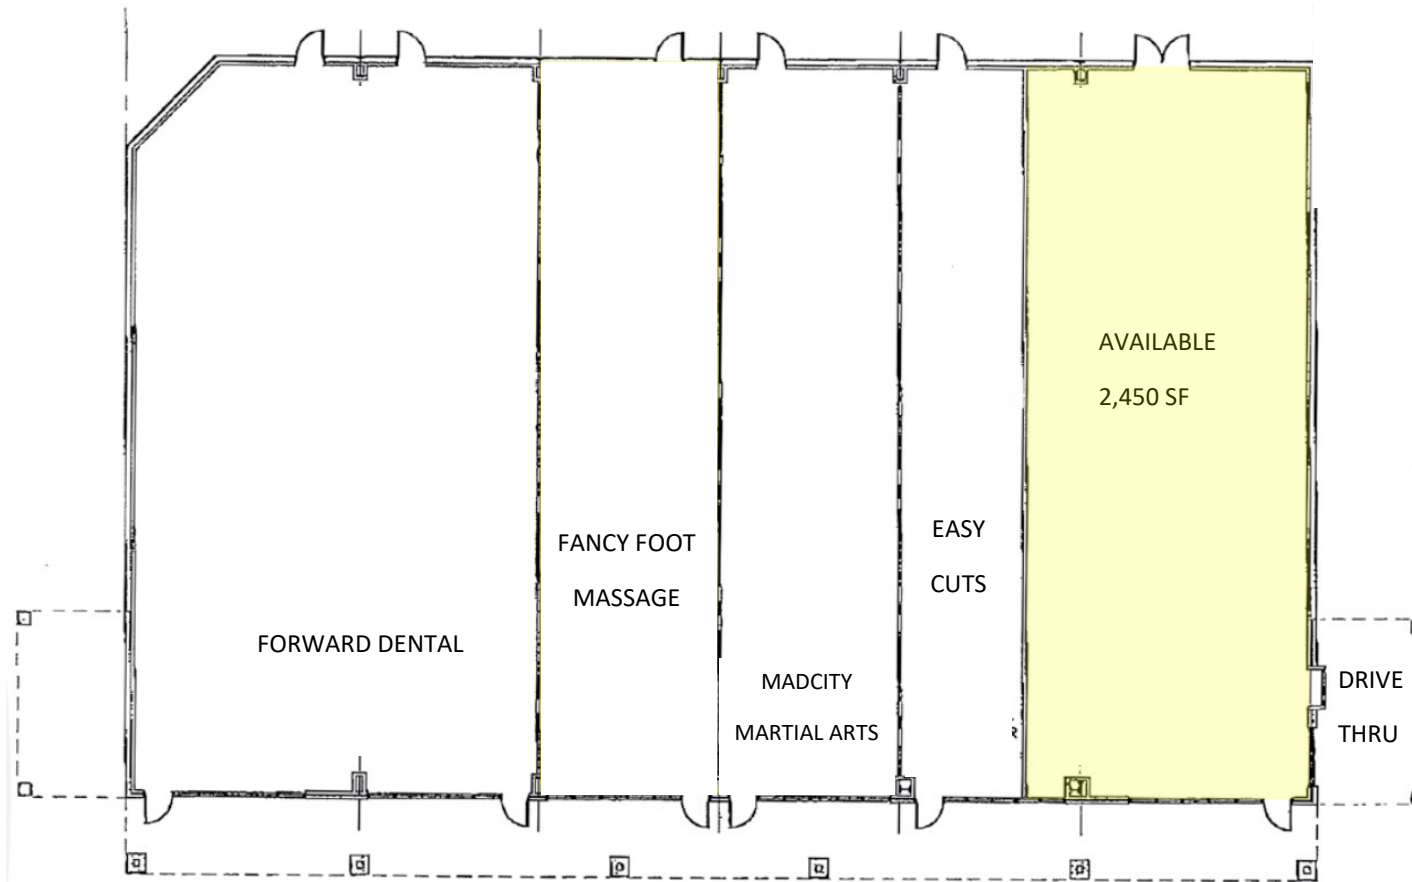 AVAILABLE
2,450 SF
EASY
CUTS
FANCY FOOT
MASSAGE
FORWARD DENTAL
MADCITY
MARTIAL ARTS
DRIVE
THRU